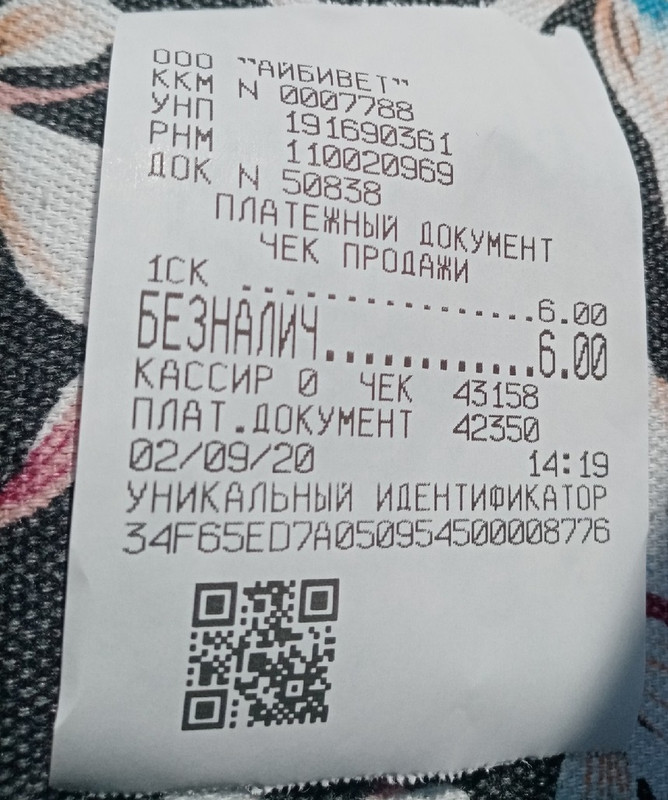 ООО "АЙБИВЕТ"
ККМ N 0007788
УНП 191690361
РНМ 110020969
ДОК N 50838
ПЛАТЕЖНЫЙ ДОКУМЕНТ
ЧЕК ПРОДАЖИ
1СК ................6.00
БЕЗНАЛИЧ............6.00
КАССИР 0 ЧЕК 43158
ПЛАТ.ДОКУМЕНТ 42350
02/09/20 14:19
УНИКАЛЬНЫЙ ИДЕНТИФИКАТОР
34F65ED7A050954500008776